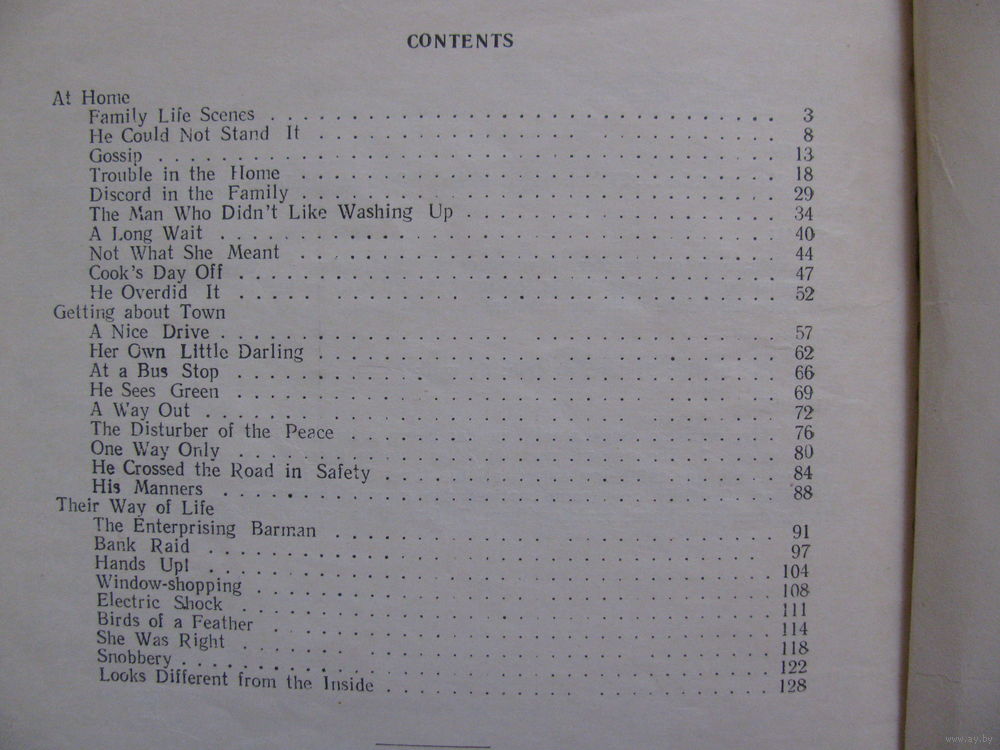 CONTENTS
At Home
Family Life Scenes . . . . . . . . . . . . . . . . . . . . . . . . . . . . . . 3
He Could Not Stand It . . . . . . . . . . . . . . . . . . . . . . . . . . . 8
Gossip . . . . . . . . . . . . . . . . . . . . . . . . . . . . . . . . . . . . 13
Trouble in the Home . . . . . . . . . . . . . . . . . . . . . . . . . . . . 18
Discord in the Family . . . . . . . . . . . . . . . . . . . . . . . . . . . 29
The Man Who Didn't Like Washing Up . . . . . . . . . . . . . . . . . . 34
A Long Wait . . . . . . . . . . . . . . . . . . . . . . . . . . . . . . . . 40
Not What She Meant . . . . . . . . . . . . . . . . . . . . . . . . . . . . 44
Cook's Day Off . . . . . . . . . . . . . . . . . . . . . . . . . . . . . . . 47
He Overdid It . . . . . . . . . . . . . . . . . . . . . . . . . . . . . . . 52
Getting about Town
A Nice Drive . . . . . . . . . . . . . . . . . . . . . . . . . . . . . . . . 57
Her Own Little Darling . . . . . . . . . . . . . . . . . . . . . . . . . . 62
At a Bus Stop . . . . . . . . . . . . . . . . . . . . . . . . . . . . . . . 66
He Sees Green . . . . . . . . . . . . . . . . . . . . . . . . . . . . . . . 69
A Way Out . . . . . . . . . . . . . . . . . . . . . . . . . . . . . . . . . 72
The Disturber of the Peace . . . . . . . . . . . . . . . . . . . . . . . . 76
One Way Only . . . . . . . . . . . . . . . . . . . . . . . . . . . . . . . 80
He Crossed the Road in Safety . . . . . . . . . . . . . . . . . . . . . . 84
His Manners . . . . . . . . . . . . . . . . . . . . . . . . . . . . . . . . 88
Their Way of Life
The Enterprising Barman . . . . . . . . . . . . . . . . . . . . . . . . . 91
Bank Raid . . . . . . . . . . . . . . . . . . . . . . . . . . . . . . . . . 97
Hands Up! . . . . . . . . . . . . . . . . . . . . . . . . . . . . . . . . . 104
Window-shopping . . . . . . . . . . . . . . . . . . . . . . . . . . . . . . 108
Electric Shock . . . . . . . . . . . . . . . . . . . . . . . . . . . . . . . 111
Birds of a Feather . . . . . . . . . . . . . . . . . . . . . . . . . . . . . 114
She Was Right . . . . . . . . . . . . . . . . . . . . . . . . . . . . . . . 118
Snobbery . . . . . . . . . . . . . . . . . . . . . . . . . . . . . . . . . . 122
Looks Different from the Inside . . . . . . . . . . . . . . . . . . . . . 128
www.ay.by